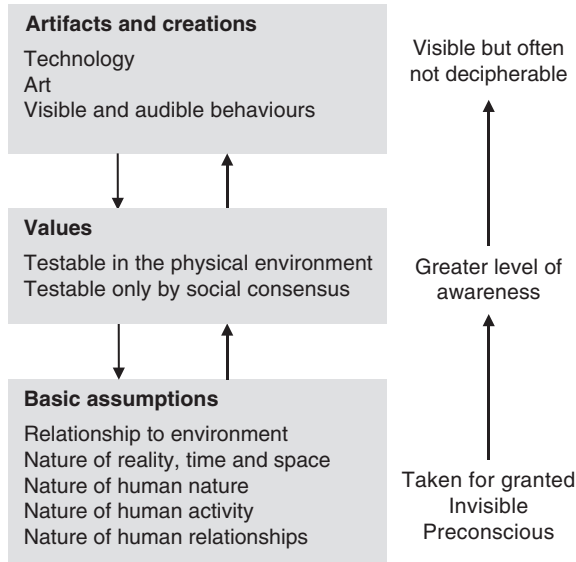 Artifacts and creations
Technology
Art
Visible and audible behaviours
Visible but often
not decipherable
Values
Testable in the physical environment
Testable only by social consensus
Greater level of
awareness
Basic assumptions
Relationship to environment
Nature of reality, time and space
Nature of human nature
Nature of human activity
Nature of human relationships
Taken for granted
Invisible
Preconscious